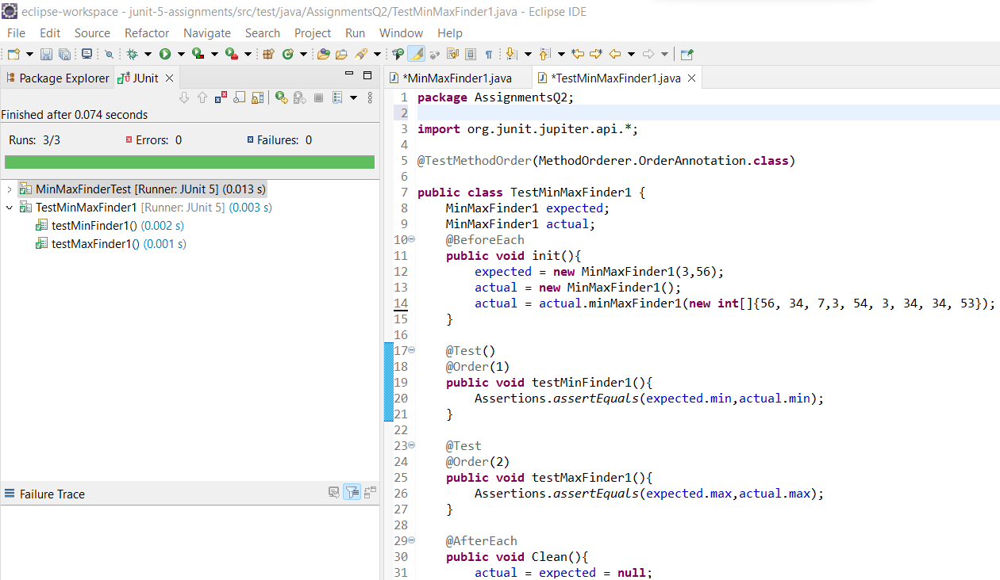 eclipse-workspace - junit-5-assignments/src/test/java/AssignmentsQ2/TestMinMaxFinder1.java - Eclipse IDE
File Edit Source Refactor Navigate Search Project Run Window Help
Package Explorer JUnit
Finished after 0.074 seconds
Runs: 3/3 Errors: 0 Failures: 0
MinMaxFinderTest [Runner: JUnit 5] (0.013 s)
TestMinMaxFinder1 [Runner: JUnit 5] (0.003 s)
testMinFinder1() (0.002 s)
testMaxFinder1() (0.001 s)
Failure Trace
*MinMaxFinder1.java *TestMinMaxFinder1.java
1 package AssignmentsQ2;
2
3 import org.junit.jupiter.api.*;
4
5 @TestMethodOrder(MethodOrderer.OrderAnnotation.class)
6
7 public class TestMinMaxFinder1 {
8 MinMaxFinder1 expected;
9 MinMaxFinder1 actual;
10 @BeforeEach
11 public void init(){
12 expected = new MinMaxFinder1(3,56);
13 actual = new MinMaxFinder1();
14 actual = actual.minMaxFinder1(new int[]{56, 34, 7,3, 54, 3, 34, 34, 53});
15 }
16
17 @Test()
18 @Order(1)
19 public void testMinFinder1(){
20 Assertions.assertEquals(expected.min,actual.min);
21 }
22
23 @Test
24 @Order(2)
25 public void testMaxFinder1(){
26 Assertions.assertEquals(expected.max,actual.max);
27 }
28
29 @AfterEach
30 public void Clean(){
31 actual = expected = null;